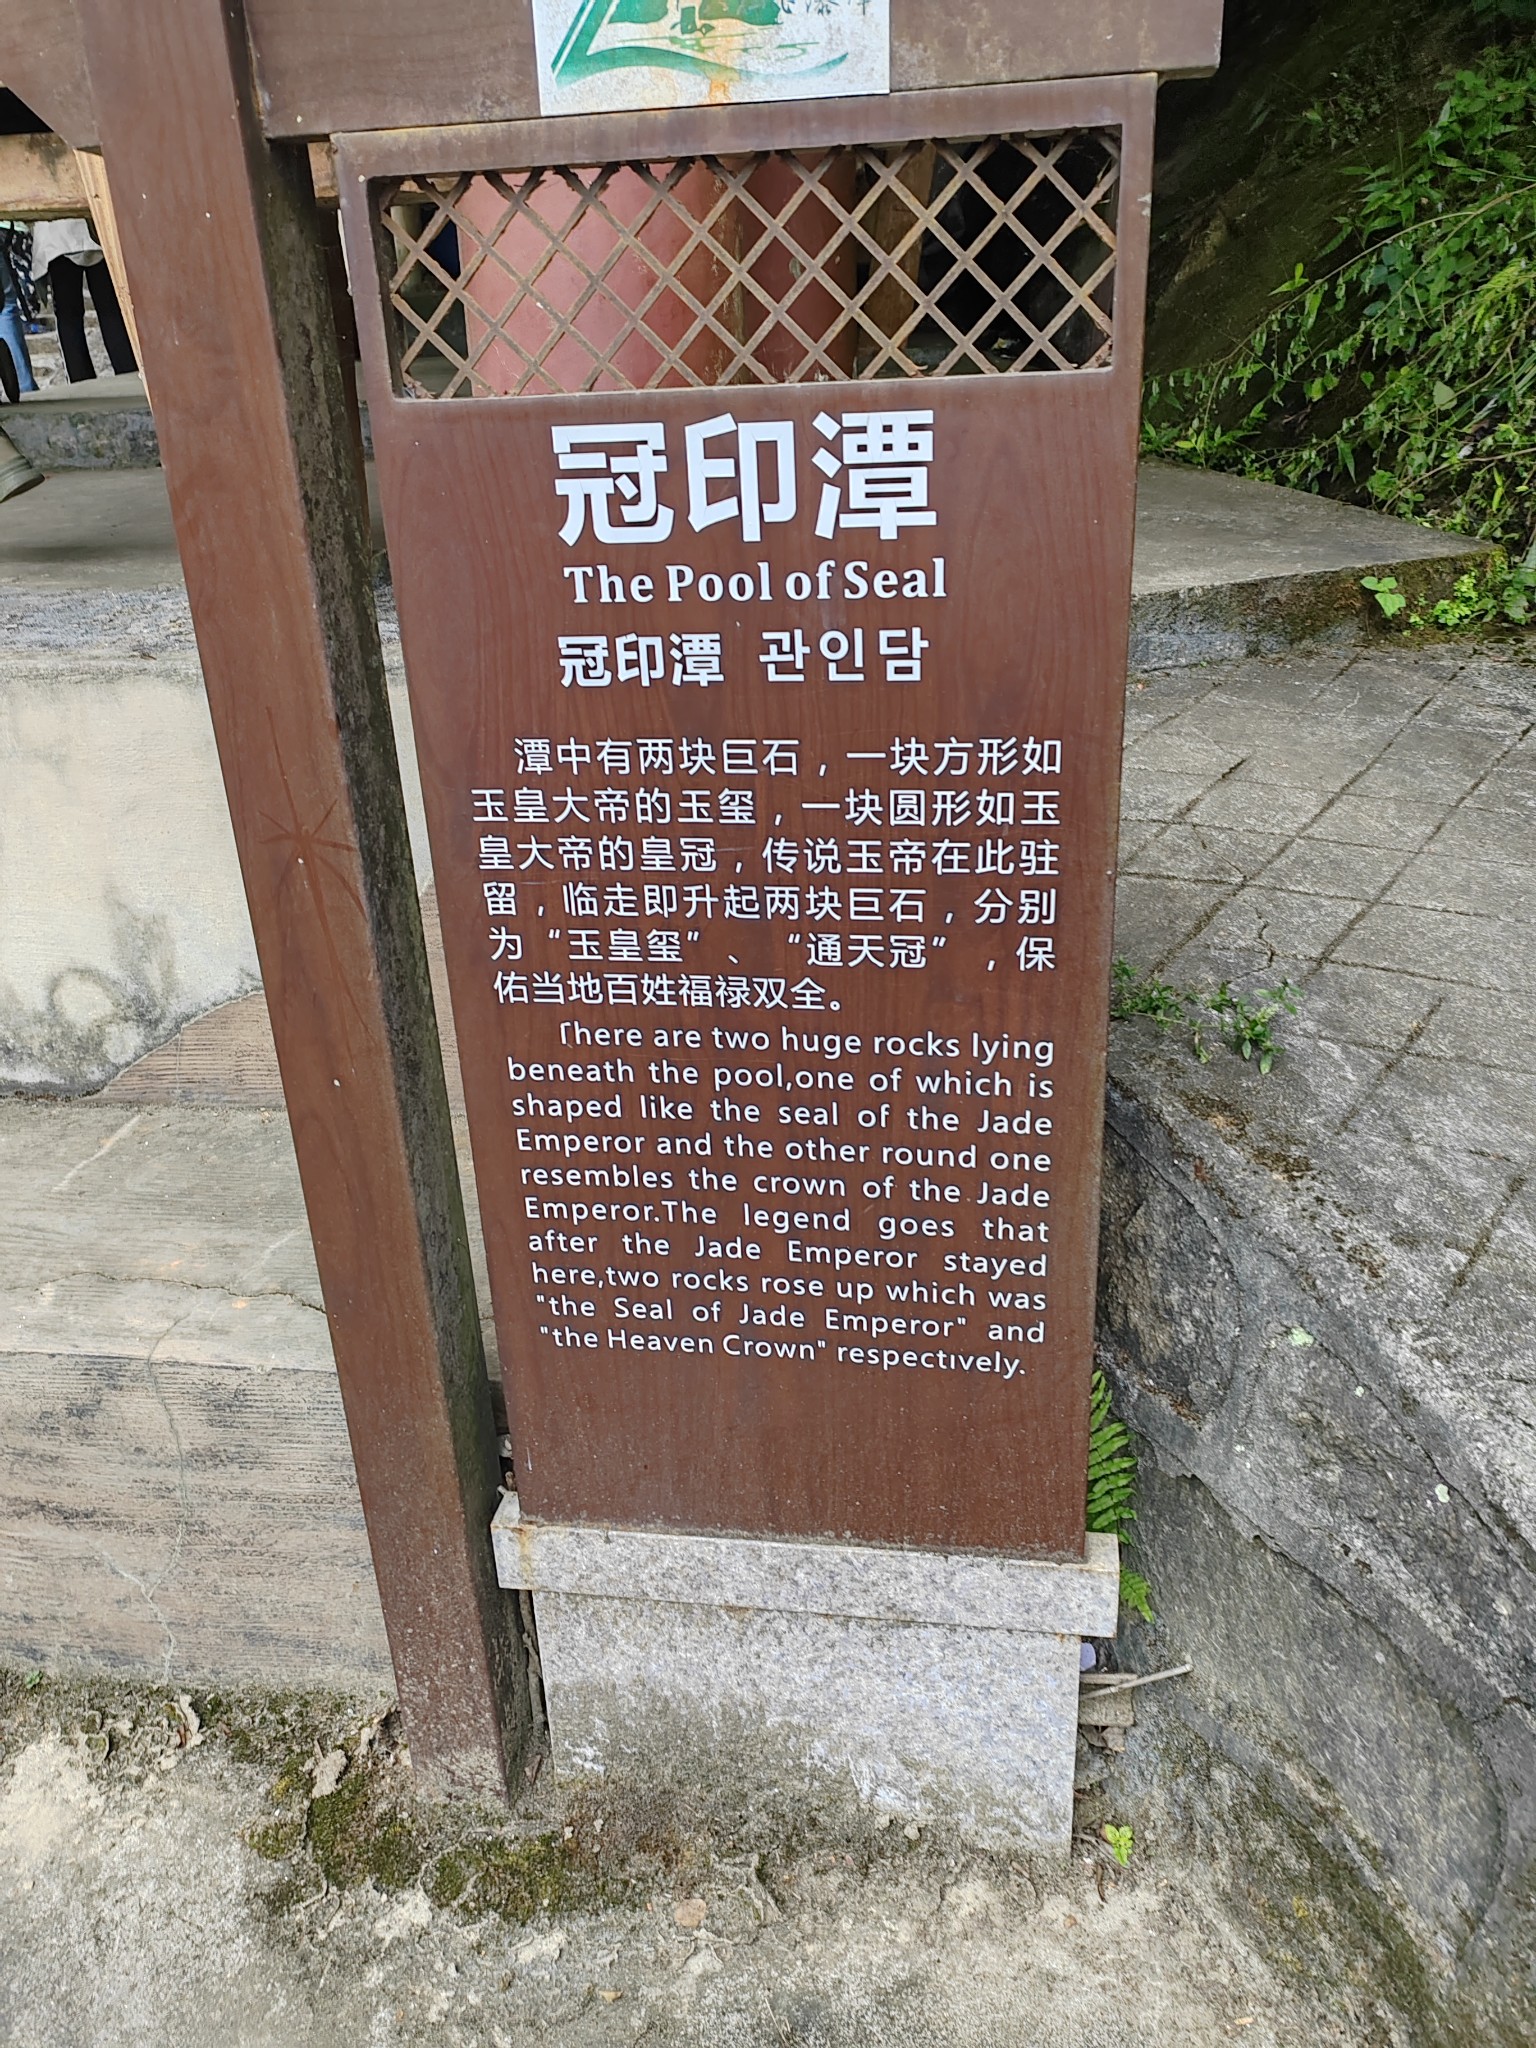 冠印潭
The Pool of Seal
冠印潭 관인담
潭中有两块巨石，一块方形如
玉皇大帝的玉玺，一块圆形如玉
皇大帝的皇冠，传说玉帝在此驻
留，临走即升起两块巨石，分别
为“玉皇玺”、“通天冠”，保
佑当地百姓福禄双全。
There are two huge rocks lying
beneath the pool,one of which is
shaped like the seal of the Jade
Emperor and the other round one
resembles the crown of the Jade
Emperor.The legend goes that
after the Jade Emperor stayed
here,two rocks rose up which was
"the Seal of Jade Emperor" and
"the Heaven Crown" respectively.